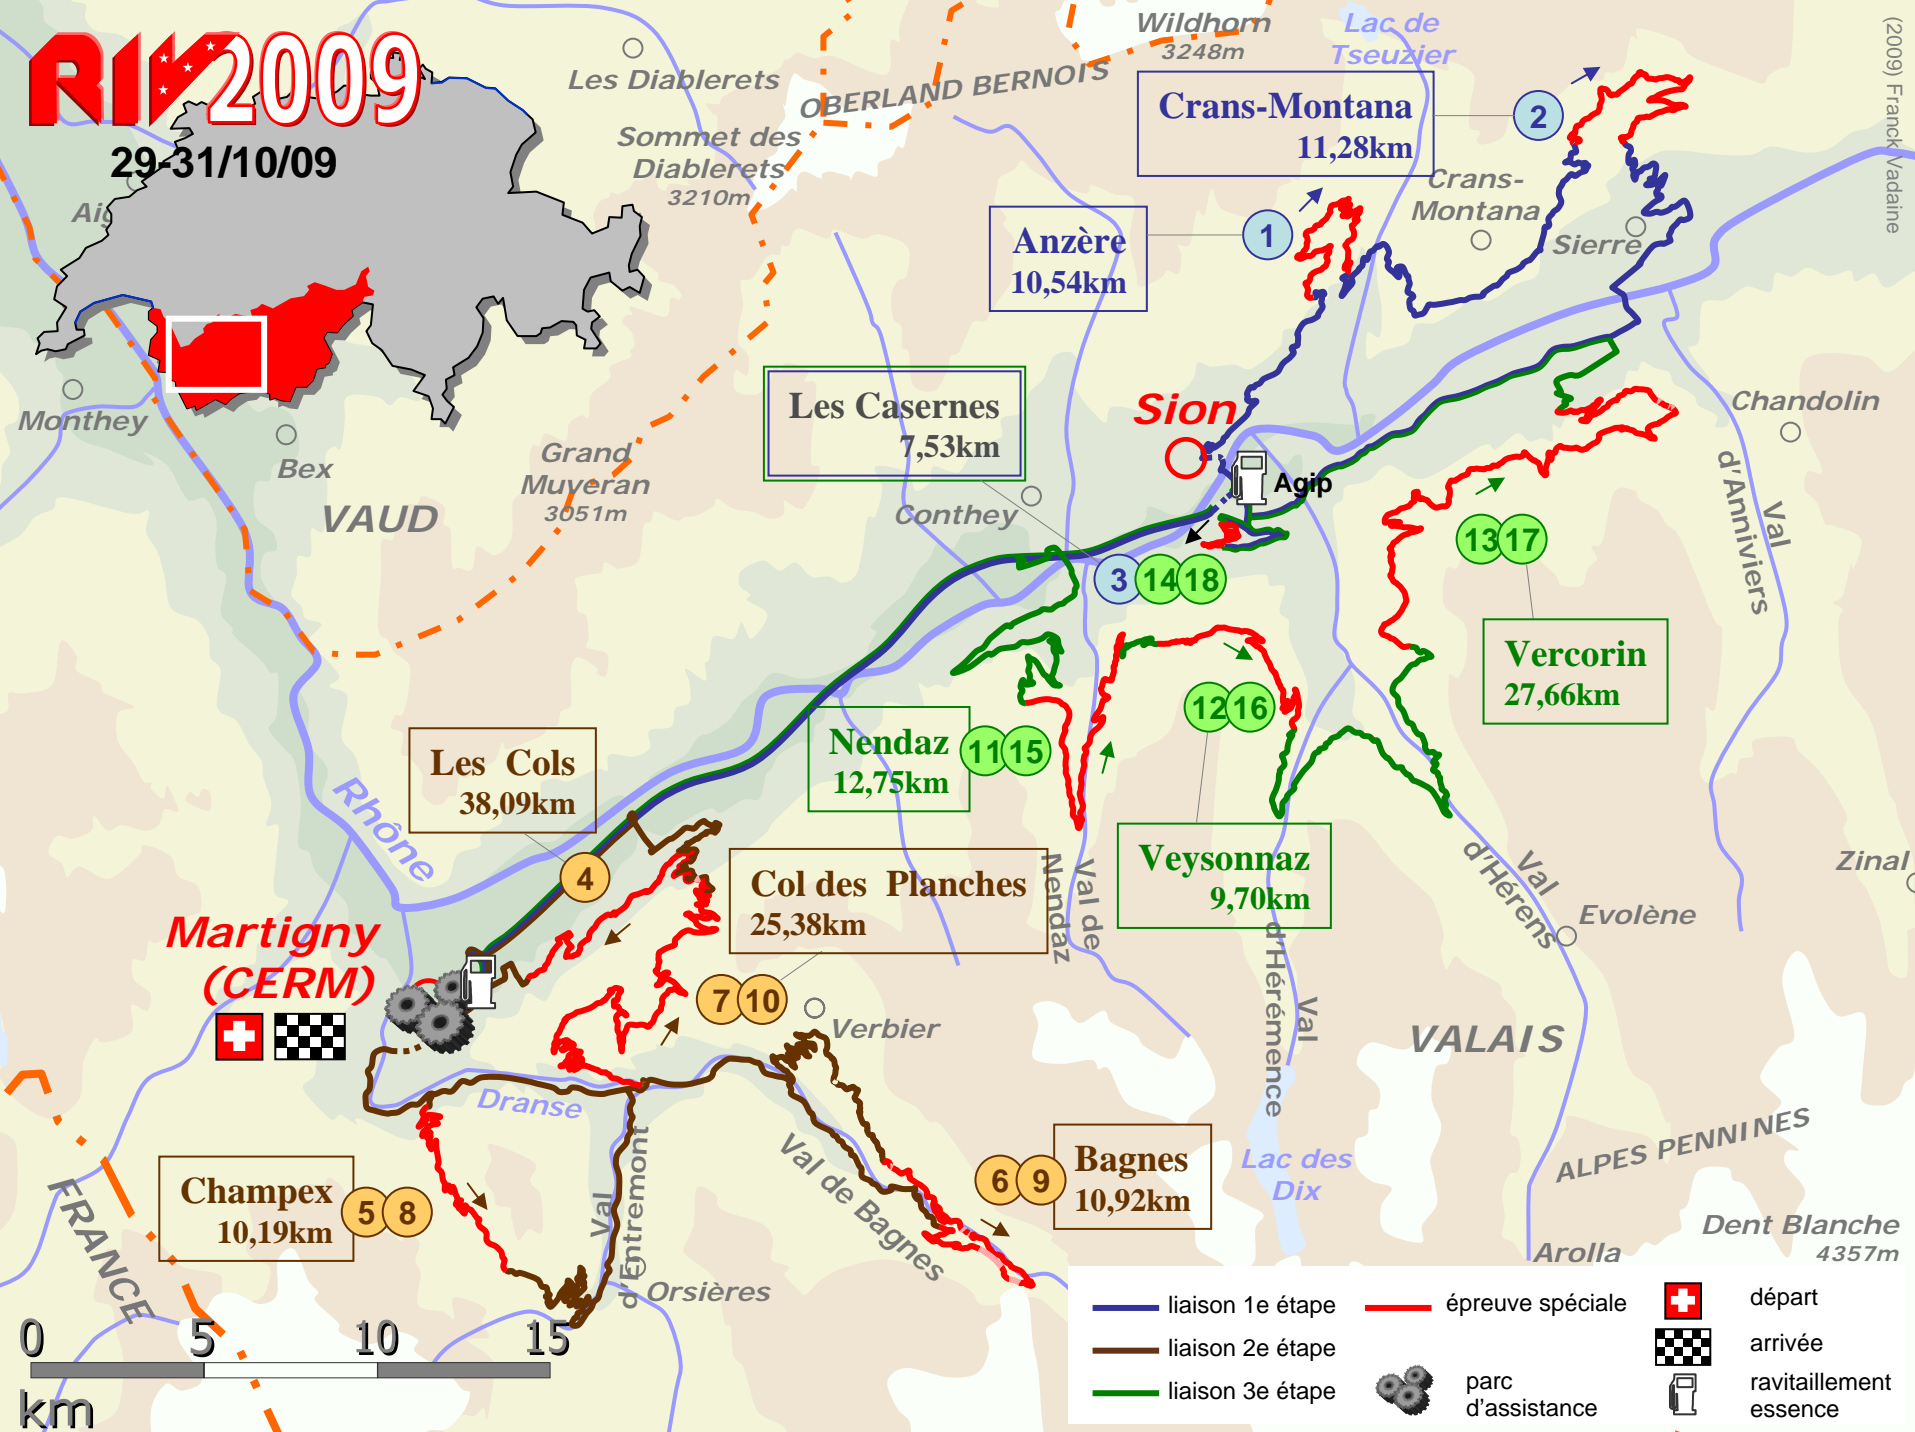 RIV 2009
29-31/10/09
Les Diablerets
Sommet des
Diablerets
3210m
OBERLAND BERNOIS
Wildhorn
3248m
Lac de
Tseuzier
(2009) Franck Vadaine
Crans-Montana
11,28km
2
Crans-
Montana
Anzère
10,54km
1
Sierre
Aig
Monthey
Bex
VAUD
Grand
Muveran
3051m
Les Casernes
7,53km
Sion
Agip
Conthey
Chandolin
Val
d'Anniviers
3 14 18
13 17
Vercorin
27,66km
12 16
Nendaz
12,75km
11 15
Les Cols
38,09km
4
Rhône
Veysonnaz
9,70km
Col des Planches
25,38km
7 10
Val de
Nendaz
Val
d'Hérémence
Val
d'Hérens
Evolène
Zinal
Martigny
(CERM)
Verbier
VALAIS
Dranse
Champex
10,19km
5 8
Val
d'Entremont
Val de Bagnes
6 9
Bagnes
10,92km
Lac des
Dix
ALPES PENNINES
Dent Blanche
4357m
Arolla
Orsières
FRANCE
0 5 10 15
km
liaison 1e étape
liaison 2e étape
liaison 3e étape
épreuve spéciale
parc
d'assistance
départ
arrivée
ravitaillement
essence